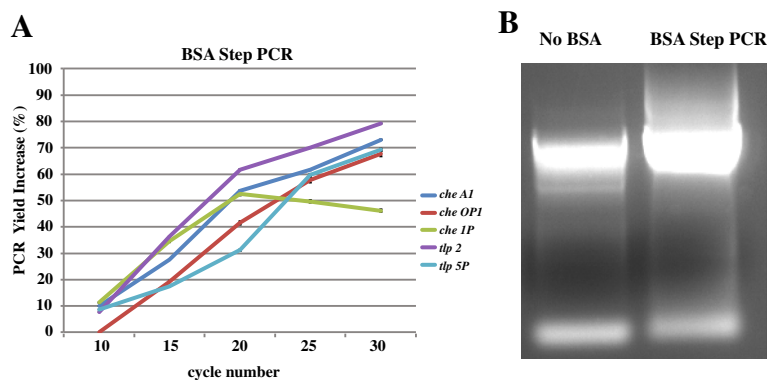 A
BSA Step PCR
PCR Yield Increase (%)
100
90
80
70
60
50
40
30
20
10
0
10 15 20 25 30
cycle number
che A1
che OP1
che 1P
tlp 2
tlp 5P
B
No BSA BSA Step PCR